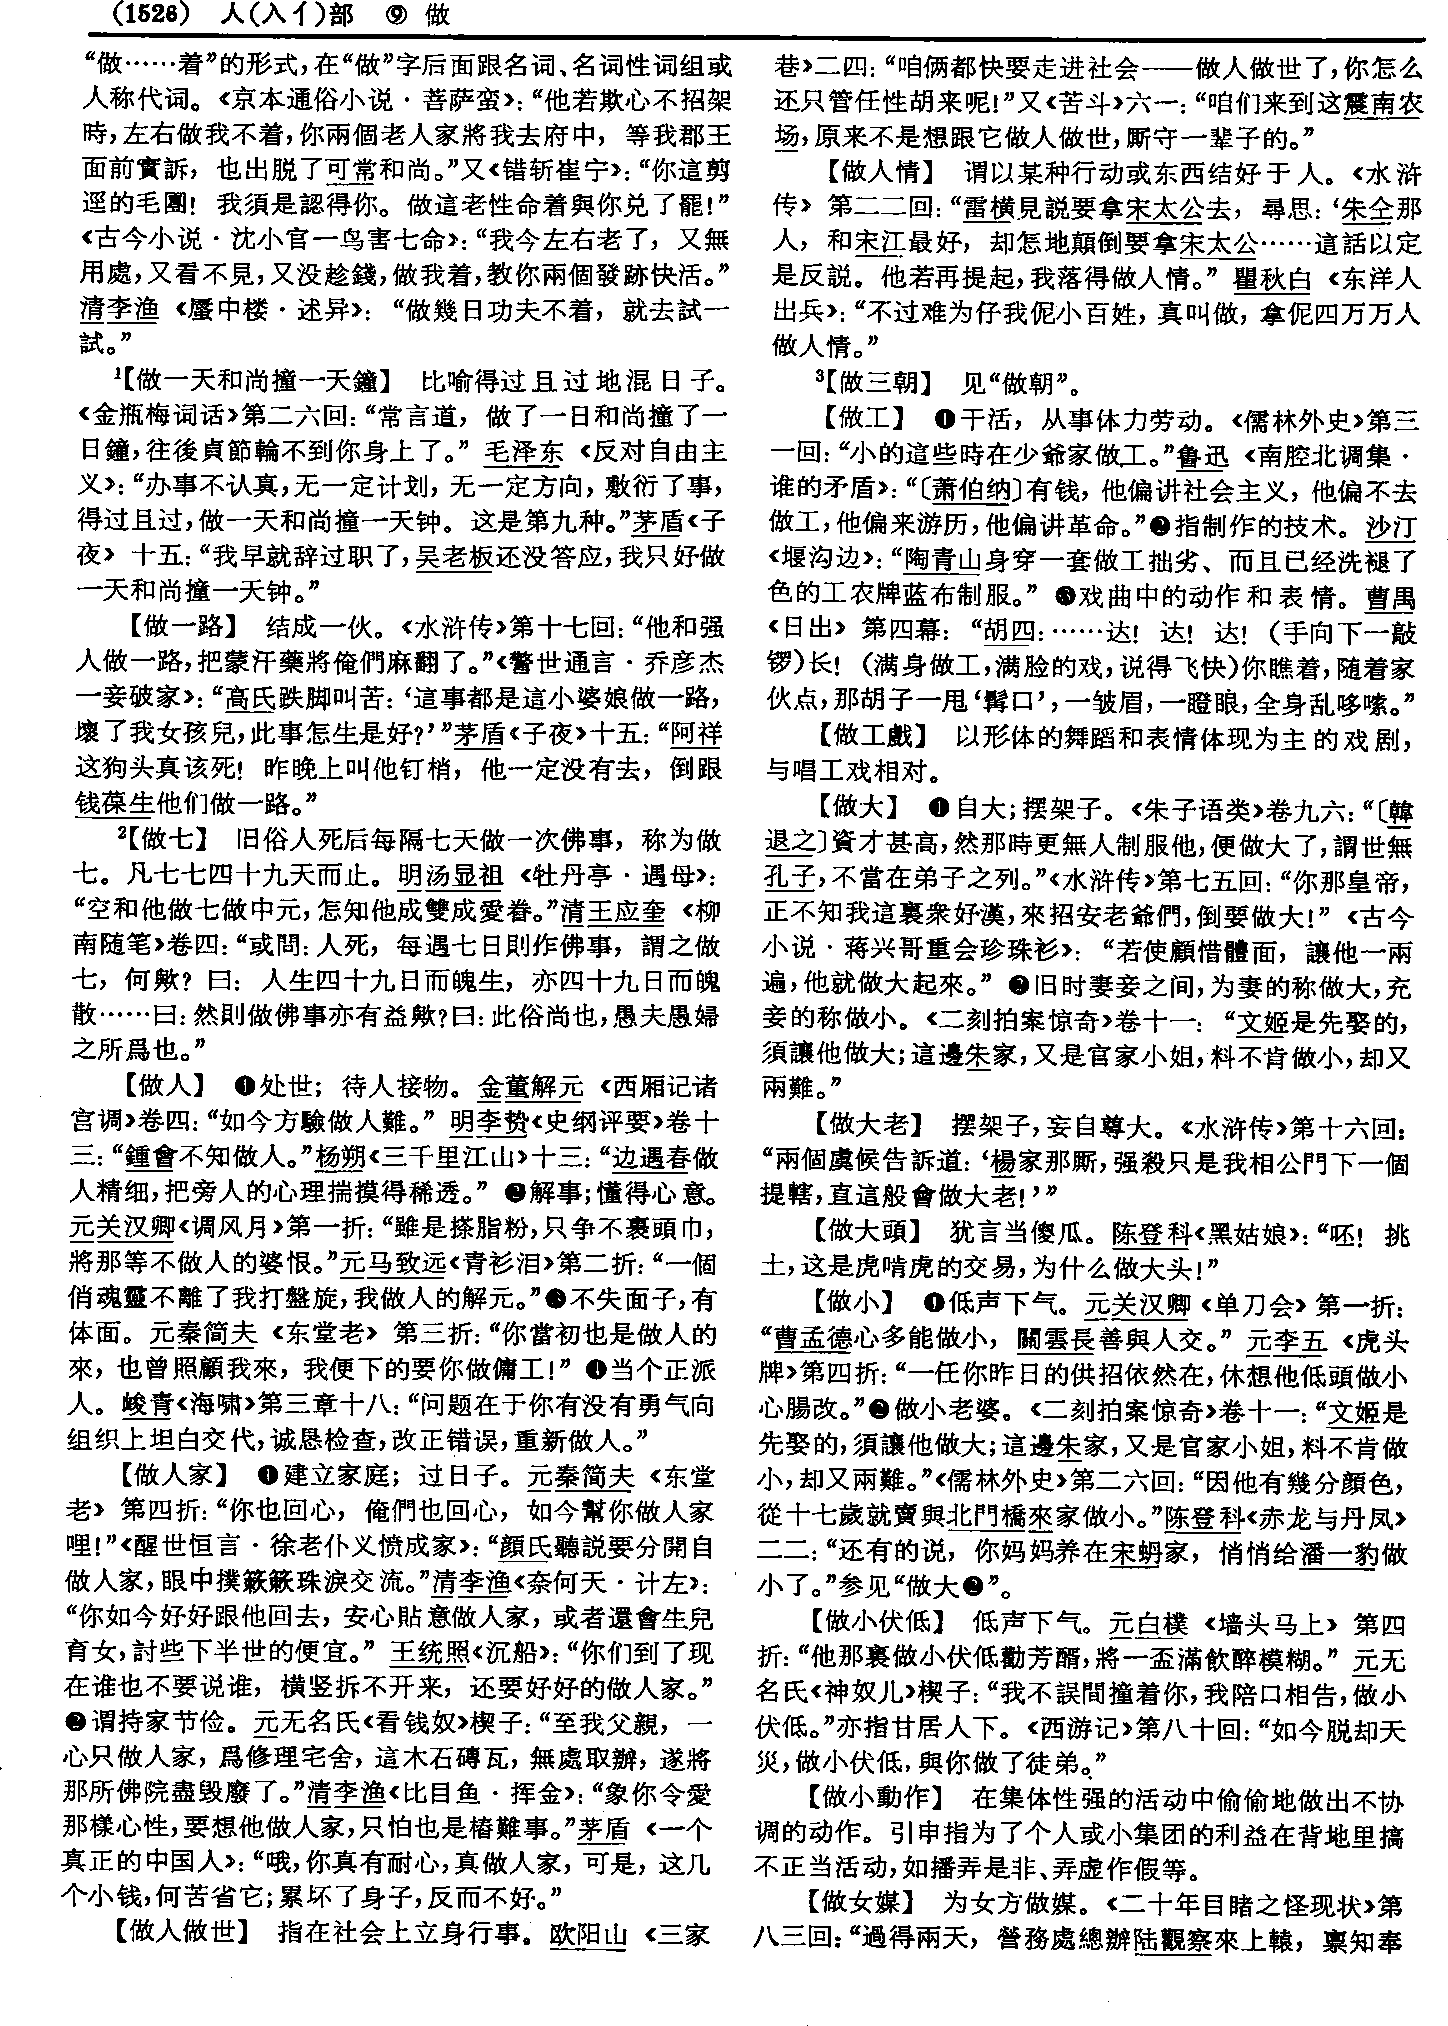 （1526） 人(入亻)部 ⑨ 做
“做……着”的形式，在“做”字后面跟名词、名词性词组或
人称代词。《京本通俗小说·菩萨蛮》：“他若欺心不招架
時，左右做我不着，你兩個老人家將我去府中，等我郡王
面前實訴，也出脱了可常和尚。”又《错斩崔宁》：“你這剪
逕的毛團！我須是認得你。做這老性命着與你兑了罷！”
《古今小说·沈小官一鸟害七命》：“我今左右老了，又無
用處，又看不見，又没趁錢，做我着，教你兩個發跡快活。”
清李渔《蜃中楼·述异》：“做幾日功夫不着，就去試一
試。”
¹【做一天和尚撞一天鐘】 比喻得过且过地混日子。
《金瓶梅词话》第二六回：“常言道，做了一日和尚撞了一
日鐘，往後貞節輪不到你身上了。”毛泽东《反对自由主
义》：“办事不认真，无一定计划，无一定方向，敷衍了事，
得过且过，做一天和尚撞一天钟。这是第九种。”茅盾《子
夜》十五：“我早就辞过职了，吴老板还没答应，我只好做
一天和尚撞一天钟。”
【做一路】 结成一伙。《水浒传》第十七回：“他和强
人做一路，把蒙汗藥將俺們麻翻了。”《警世通言·乔彦杰
一妾破家》：“高氏跌脚叫苦：‘這事都是這小婆娘做一路，
壞了我女孩兒，此事怎生是好？’”茅盾《子夜》十五：“阿祥
这狗头真该死！昨晚上叫他钉梢，他一定没有去，倒跟
钱葆生他们做一路。”
²【做七】 旧俗人死后每隔七天做一次佛事，称为做
七。凡七七四十九天而止。明汤显祖《牡丹亭·遇母》：
“空和他做七做中元，怎知他成雙成愛眷。”清王应奎《柳
南随笔》卷四：“或問：人死，每遇七日則作佛事，謂之做
七，何歟？曰：人生四十九日而魄生，亦四十九日而魄
散……曰：然則做佛事亦有益歟？曰：此俗尚也，愚夫愚婦
之所爲也。”
【做人】 ❶处世；待人接物。金董解元《西厢记诸
宫调》卷四：“如今方驗做人難。”明李贽《史纲评要》卷十
三：“鍾會不知做人。”杨朔《三千里江山》十三：“边遇春做
人精细，把旁人的心理揣摸得稀透。”❷解事；懂得心意。
元关汉卿《调风月》第一折：“雖是搽脂粉，只争不裹頭巾，
將那等不做人的婆恨。”元马致远《青衫泪》第二折：“一個
俏魂靈不離了我打盤旋，我做人的解元。”❸不失面子，有
体面。元秦简夫《东堂老》第三折：“你當初也是做人的
來，也曾照顧我來，我便下的要你做傭工！”❹当个正派
人。峻青《海啸》第三章十八：“问题在于你有没有勇气向
组织上坦白交代，诚恳检查，改正错误，重新做人。”
【做人家】 ❶建立家庭；过日子。元秦简夫《东堂
老》第四折：“你也回心，俺們也回心，如今幫你做人家
哩！”《醒世恒言·徐老仆义愤成家》：“顔氏聽説要分開自
做人家，眼中撲簌簌珠淚交流。”清李渔《奈何天·计左》：
“你如今好好跟他回去，安心貼意做人家，或者還會生兒
育女，討些下半世的便宜。”王统照《沉船》：“你们到了现
在谁也不要说谁，横竖拆不开来，还要好好的做人家。”
❷谓持家节俭。元无名氏《看钱奴》楔子：“至我父親，一
心只做人家，爲修理宅舍，這木石磚瓦，無處取辦，遂將
那所佛院盡毁廢了。”清李渔《比目鱼·挥金》：“象你令愛
那樣心性，要想他做人家，只怕也是樁難事。”茅盾《一个
真正的中国人》：“哦，你真有耐心，真做人家，可是，这几
个小钱，何苦省它；累坏了身子，反而不好。”
【做人做世】 指在社会上立身行事。欧阳山《三家
巷》二四：“咱俩都快要走进社会——做人做世了，你怎么
还只管任性胡来呢！”又《苦斗》六一：“咱们来到这震南农
场，原来不是想跟它做人做世，厮守一辈子的。”
【做人情】 谓以某种行动或东西结好于人。《水浒
传》第二二回：“雷横見説要拿宋太公去，尋思：‘朱仝那
人，和宋江最好，却怎地顛倒要拿宋太公……這話以定
是反説。他若再提起，我落得做人情。”瞿秋白《东洋人
出兵》：“不过难为仔我伲小百姓，真叫做，拿伲四万万人
做人情。”
³【做三朝】 见“做朝”。
【做工】 ❶干活，从事体力劳动。《儒林外史》第三
一回：“小的這些時在少爺家做工。”鲁迅《南腔北调集·
谁的矛盾》：“〔萧伯纳〕有钱，他偏讲社会主义，他偏不去
做工，他偏来游历，他偏讲革命。”❷指制作的技术。沙汀
《堰沟边》：“陶青山身穿一套做工拙劣、而且已经洗褪了
色的工农牌蓝布制服。”❸戏曲中的动作和表情。曹禺
《日出》第四幕：“胡四：……达！达！达！（手向下一敲
锣）长！（满身做工，满脸的戏，说得飞快）你瞧着，随着家
伙点，那胡子一甩‘髯口’，一皱眉，一瞪眼，全身乱哆嗦。”
【做工戲】 以形体的舞蹈和表情体现为主的戏剧，
与唱工戏相对。
【做大】 ❶自大；摆架子。《朱子语类》卷九六：“〔韓
退之〕資才甚高，然那時更無人制服他，便做大了，謂世無
孔子，不當在弟子之列。”《水浒传》第七五回：“你那皇帝，
正不知我這裏衆好漢，來招安老爺們，倒要做大！”《古今
小说·蒋兴哥重会珍珠衫》：“若使顧惜體面，讓他一兩
遍，他就做大起來。”❷旧时妻妾之间，为妻的称做大，充
妾的称做小。《二刻拍案惊奇》卷十一：“文姬是先娶的，
須讓他做大；這邊朱家，又是官家小姐，料不肯做小，却又
兩難。”
【做大老】 摆架子，妄自尊大。《水浒传》第十六回：
“兩個虞候告訴道：‘楊家那厮，强殺只是我相公門下一個
提轄，直這般會做大老！’”
【做大頭】 犹言当傻瓜。陈登科《黑姑娘》：“呸！挑
土，这是虎啃虎的交易，为什么做大头！”
【做小】 ❶低声下气。元关汉卿《单刀会》第一折：
“曹孟德心多能做小，關雲長善與人交。”元李五《虎头
牌》第四折：“一任你昨日的供招依然在，休想他低頭做小
心腸改。”❷做小老婆。《二刻拍案惊奇》卷十一：“文姬是
先娶的，須讓他做大；這邊朱家，又是官家小姐，料不肯做
小，却又兩難。”《儒林外史》第二六回：“因他有幾分顔色，
從十七歲就賣與北門橋來家做小。”陈登科《赤龙与丹凤》
二二：“还有的说，你妈妈养在宋蚂家，悄悄给潘一豹做
小了。”参见“做大❷”。
【做小伏低】 低声下气。元白樸《墙头马上》第四
折：“他那裏做小伏低勸芳醑，將一盃滿飲醉模糊。”元无
名氏《神奴儿》楔子：“我不誤間撞着你，我陪口相告，做小
伏低。”亦指甘居人下。《西游记》第八十回：“如今脱却天
災，做小伏低，與你做了徒弟。”
【做小動作】 在集体性强的活动中偷偷地做出不协
调的动作。引申指为了个人或小集团的利益在背地里搞
不正当活动，如播弄是非、弄虚作假等。
【做女媒】 为女方做媒。《二十年目睹之怪现状》第
八三回：“過得兩天，營務處總辦陆觀察來上轅，禀知奉